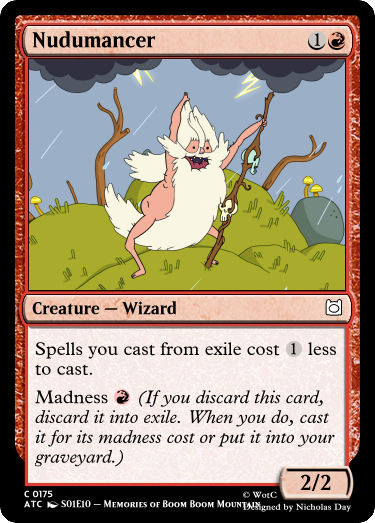 Nudumancer 1
Creature — Wizard
Spells you cast from exile cost 1 less
to cast.
Madness (If you discard this card,
discard it into exile. When you do, cast
it for its madness cost or put it into your
graveyard.)
2/2
C 0175
ATC S01E10 – Memories of Boom Boom Mountain
© WotC
Designed by Nicholas Day